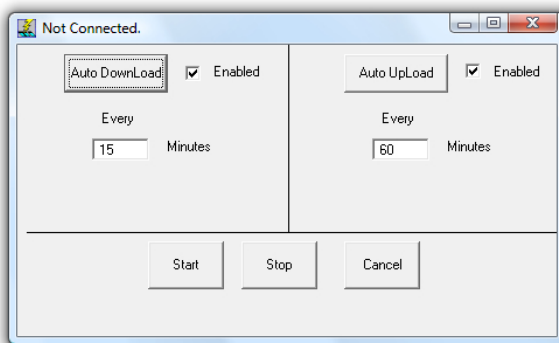 Not Connected.
Auto DownLoad Enabled
Every
15 Minutes
Auto UpLoad Enabled
Every
60 Minutes
Start Stop Cancel